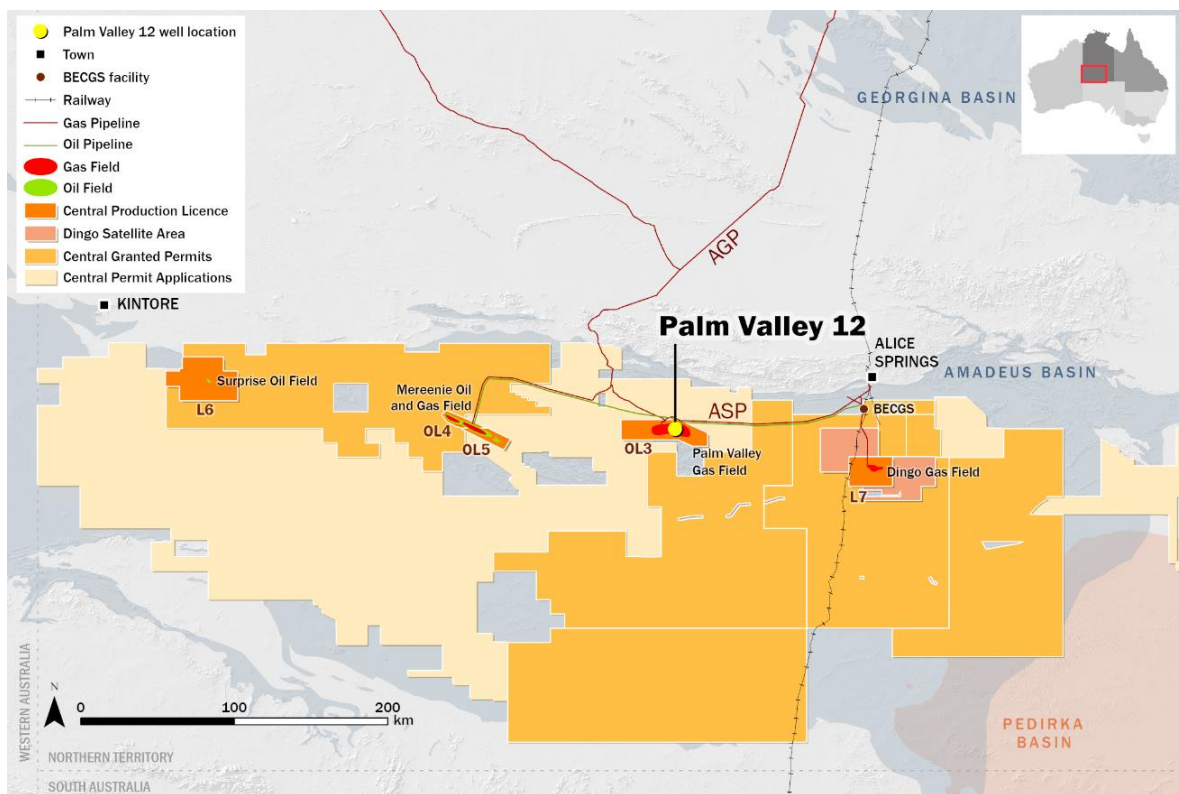 Palm Valley 12 well location
Town
BECGS facility
Railway
Gas Pipeline
Oil Pipeline
Gas Field
Oil Field
Central Production Licence
Dingo Satellite Area
Central Granted Permits
Central Permit Applications
GEORGINA BASIN
AGP
KINTORE
Palm Valley 12
ALICE
SPRINGS
AMADEUS BASIN
Surprise Oil Field
L6
Mereenie Oil
and Gas Field
OL4
OL5
ASP
BECGS
OL3
Palm Valley
Gas Field
Dingo Gas Field
L7
WESTERN AUSTRALIA
N
0 100 200
km
NORTHERN TERRITORY
SOUTH AUSTRALIA
PEDIRKA
BASIN